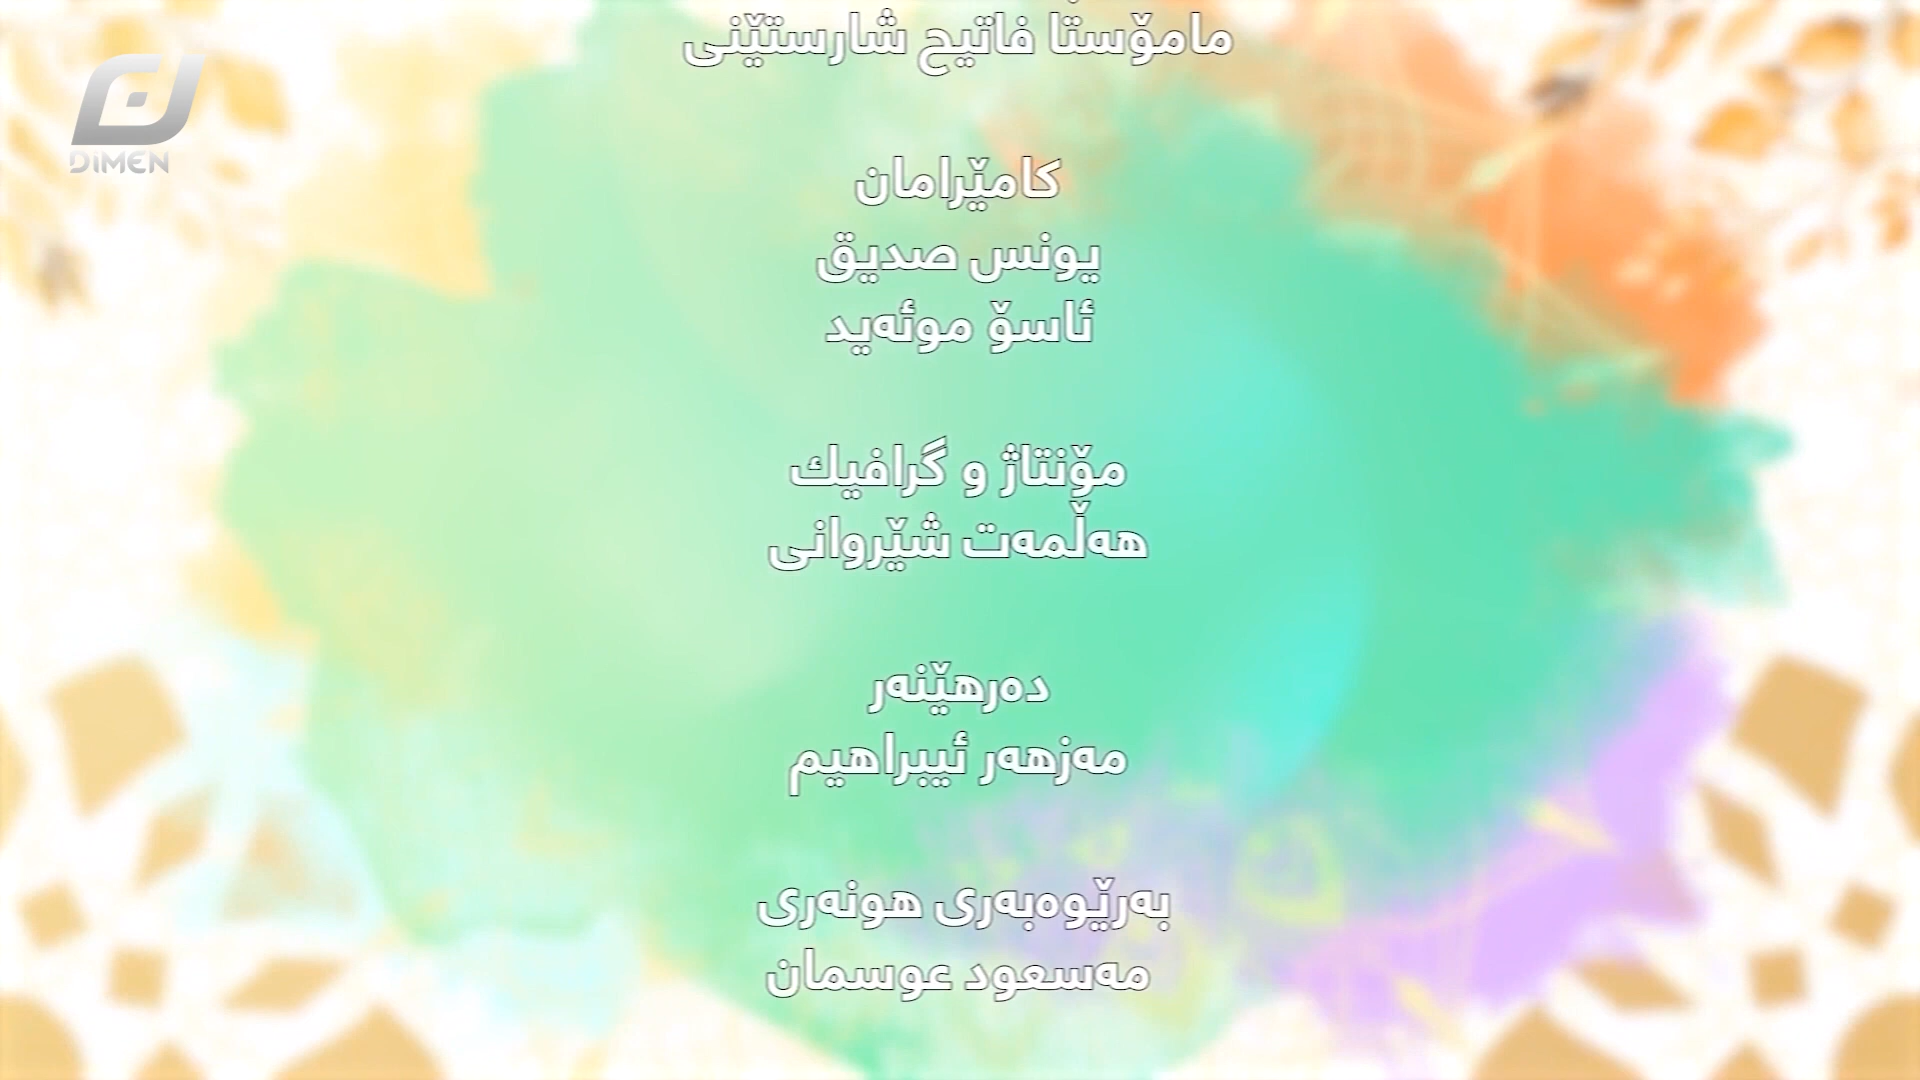 مامۆستا فاتیح شارستێنی
DIMEN
کامێرامان
یونس صدیق
ئاسۆ موئەید
مۆنتاژ و گرافیك
هەڵمەت شێروانی
دەرهێنەر
مەزهەر ئیبراهیم
بەڕێوەبەری هونەری
مەسعود عوسمان